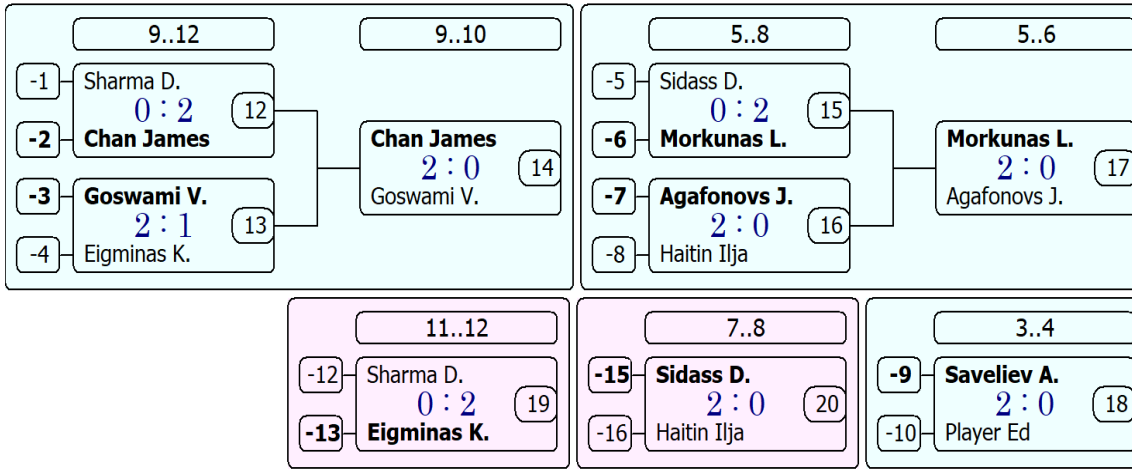 9..12
9..10
-1
Sharma D.
0 : 2
12
-2
Chan James
Chan James
2 : 0
14
Goswami V.
-3
Goswami V.
2 : 1
13
-4
Eigminas K.
5..8
5..6
-5
Sidass D.
0 : 2
15
-6
Morkunas L.
Morkunas L.
2 : 0
17
Agafonovs J.
-7
Agafonovs J.
2 : 0
16
-8
Haitin Ilja
11..12
-12
Sharma D.
0 : 2
19
-13
Eigminas K.
7..8
-15
Sidass D.
2 : 0
20
-16
Haitin Ilja
3..4
-9
Saveliev A.
2 : 0
18
-10
Player Ed